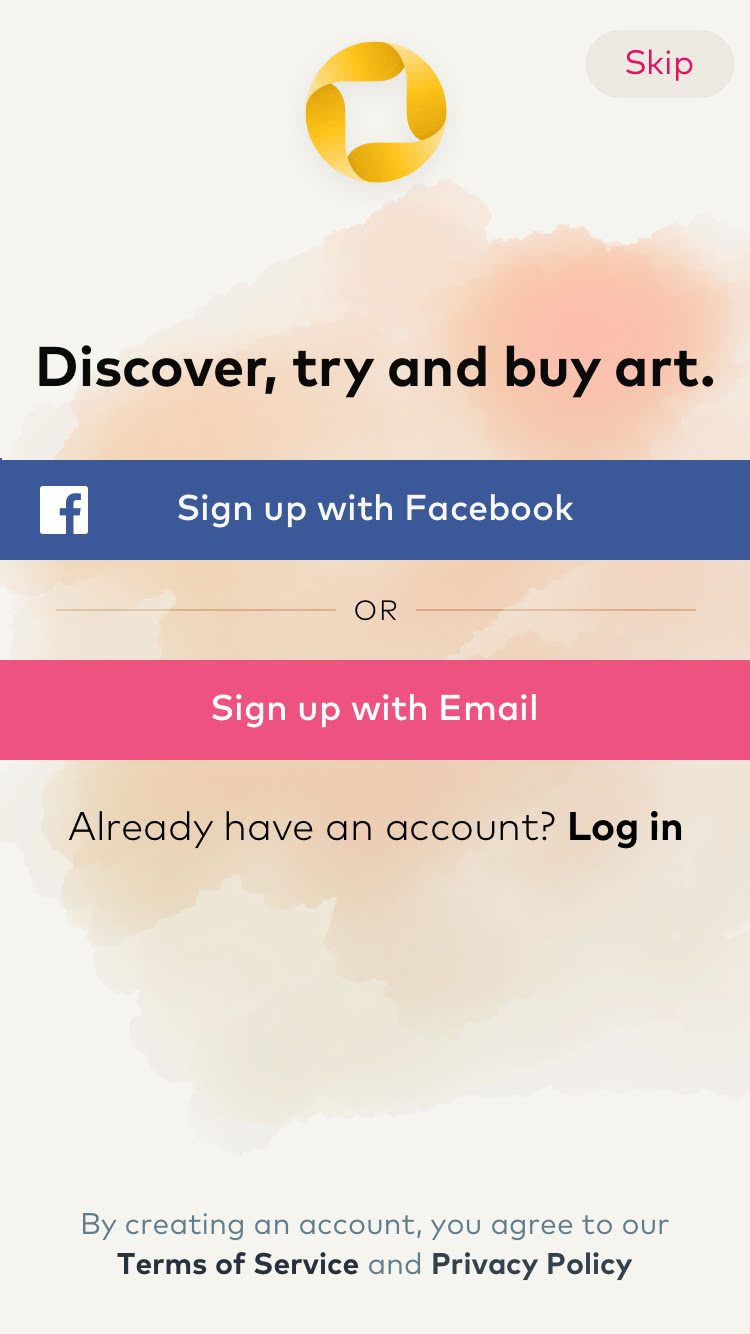 Skip
Discover, try and buy art.
Sign up with Facebook
OR
Sign up with Email
Already have an account? Log in
By creating an account, you agree to our
Terms of Service and Privacy Policy